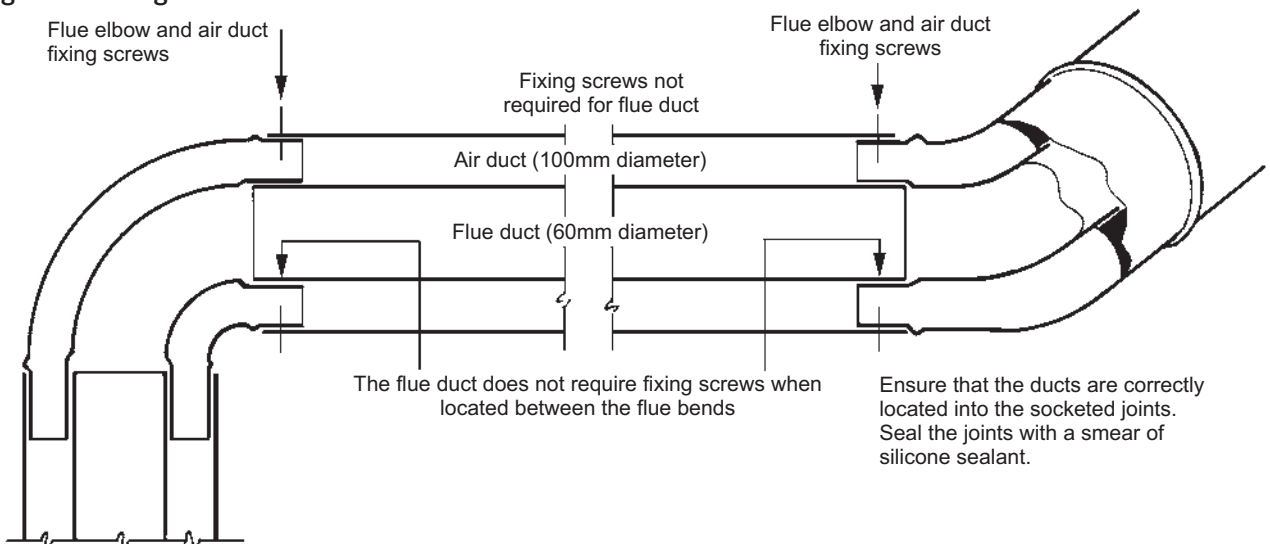 Flue elbow and air duct
fixing screws
Flue elbow and air duct
fixing screws
Fixing screws not
required for flue duct
Air duct (100mm diameter)
Flue duct (60mm diameter)
The flue duct does not require fixing screws when
located between the flue bends
Ensure that the ducts are correctly
located into the socketed joints.
Seal the joints with a smear of
silicone sealant.